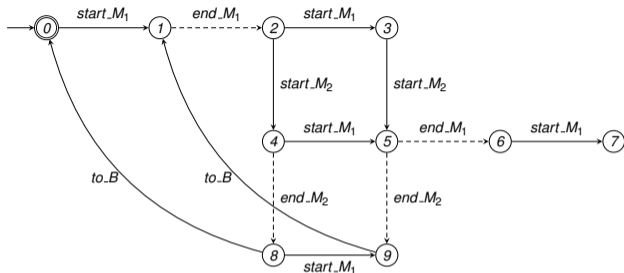 start_M1
end_M1
start_M1
0
1
2
3
start_M2
start_M2
start_M1
end_M1
start_M1
4
5
6
7
to_B
to_B
end_M2
end_M2
8
9
start_M1